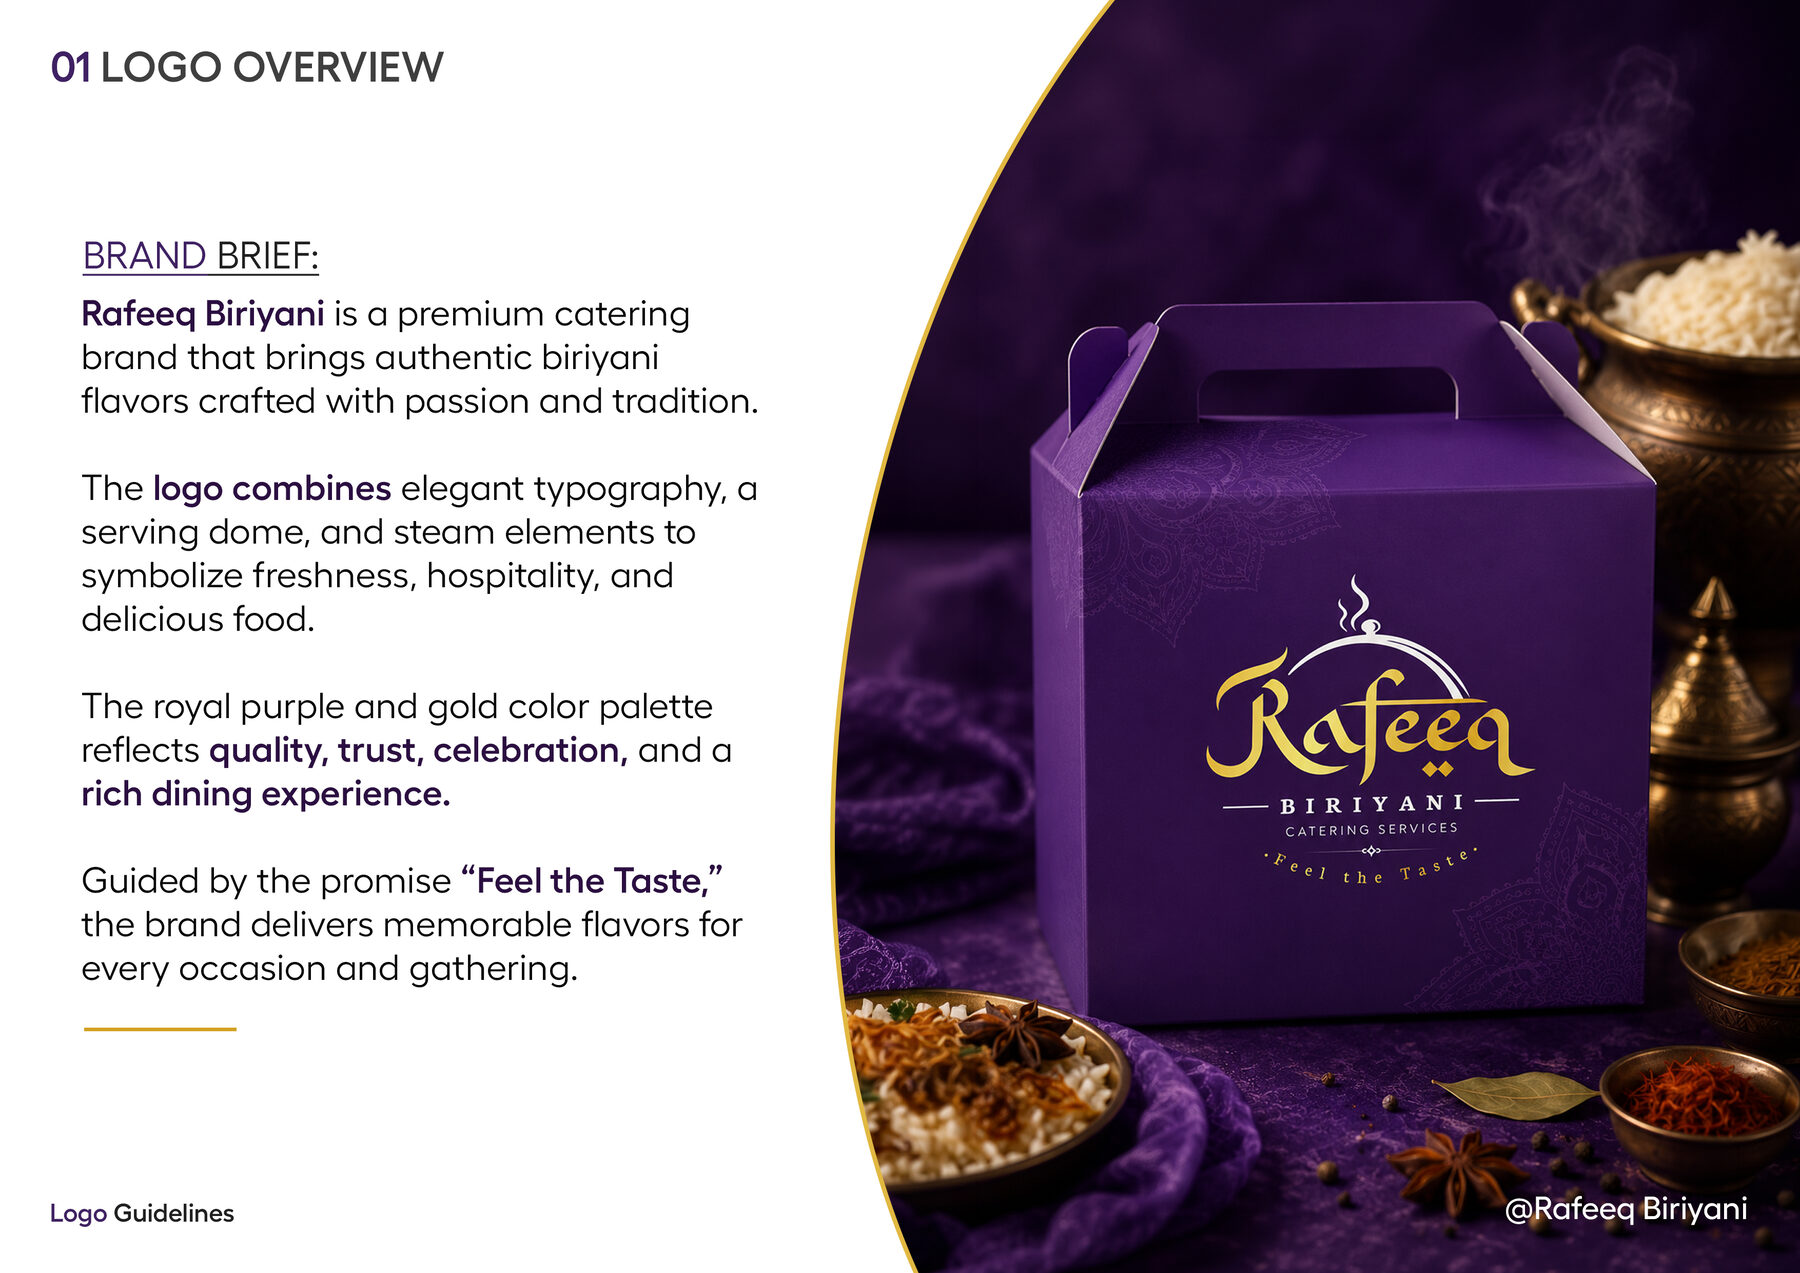 01 LOGO OVERVIEW
BRAND BRIEF:
Rafeeq Biriyani is a premium catering
brand that brings authentic biriyani
flavors crafted with passion and tradition.
The logo combines elegant typography, a
serving dome, and steam elements to
symbolize freshness, hospitality, and
delicious food.
The royal purple and gold color palette
reflects quality, trust, celebration, and a
rich dining experience.
Guided by the promise “Feel the Taste,”
the brand delivers memorable flavors for
every occasion and gathering.
Rafeeq
BIRIYANI
CATERING SERVICES
·Feel the Taste·
Logo Guidelines
@Rafeeq Biriyani